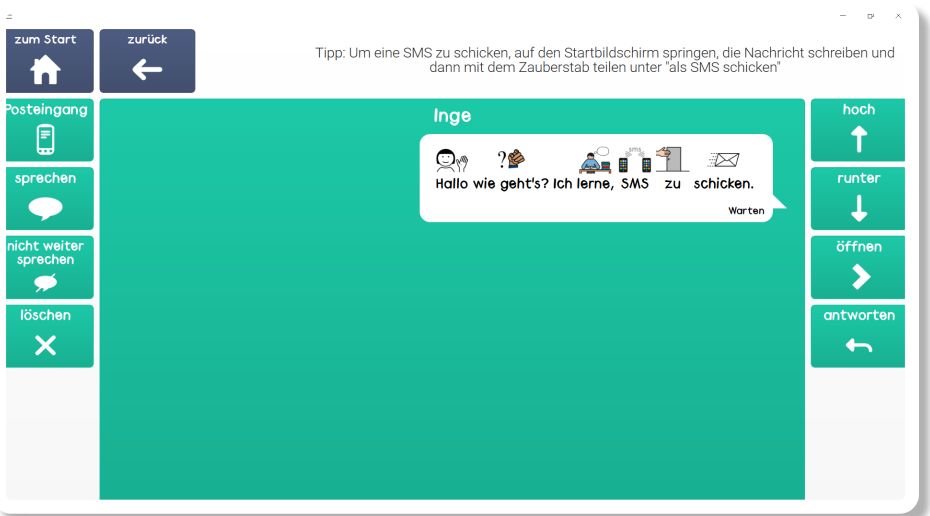 zum Start
zurück
Tipp: Um eine SMS zu schicken, auf den Startbildschirm springen, die Nachricht schreiben und
dann mit dem Zauberstab teilen unter "als SMS schicken"
Posteingang
sprechen
nicht weiter
sprechen
löschen
Inge
?
sms
Hallo wie geht's? Ich lerne, SMS zu schicken.
Warten
hoch
runter
öffnen
antworten